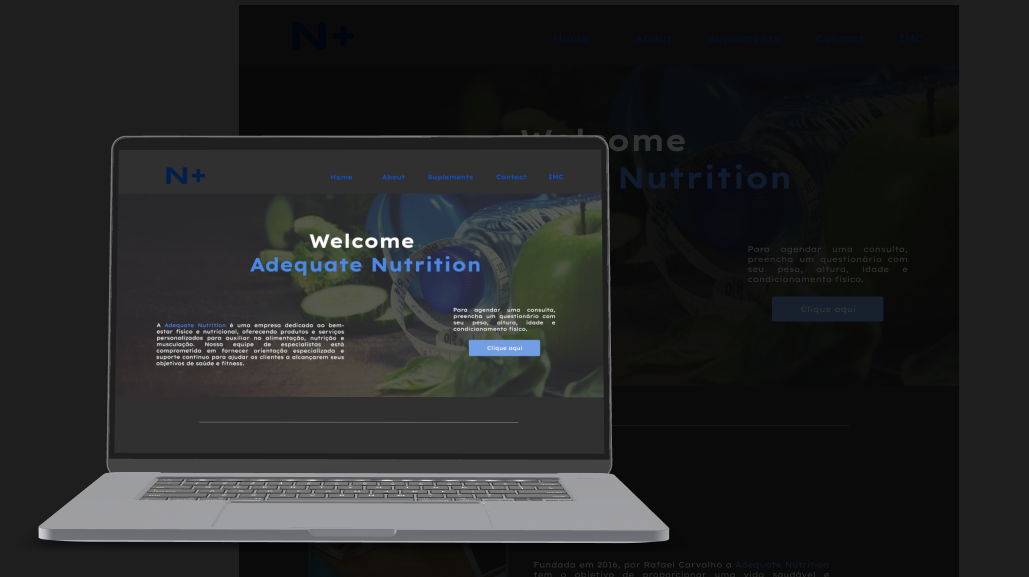 N+
Home About Suplemento Contact IMC
Welcome
Adequate Nutrition
A Adequate Nutrition é uma empresa dedicada ao bem-
estar físico e nutricional, oferecendo produtos e serviços
personalizados para auxiliar na alimentação, nutrição e
musculação. Nossa equipe de especialistas está
comprometida em fornecer orientação especializada e
suporte contínuo para ajudar os clientes a alcançarem seus
objetivos de saúde e fitness.
Para agendar uma consulta,
preencha um questionário com
seu peso, altura, idade e
condicionamento físico.
Clique aqui
N+
Home About Suplemento Contact IMC
ome
Nutrition
Para agendar uma consulta,
preencha um questionário com
seu peso, altura, idade e
condicionamento físico.
Clique aqui
Fundada em 2016, por Rafael Carvalho a Adequate Nutrition
tem o objetivo de proporcionar uma vida saudável e